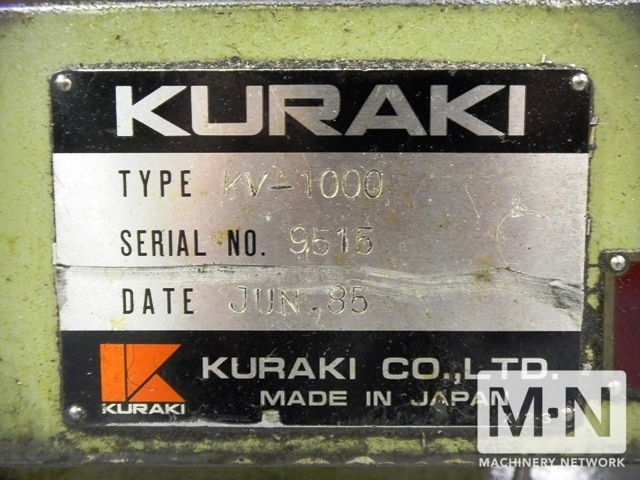 KURAKI
TYPE KV-1000
SERIAL NO. 9515
DATE JUN.85
KURAKI CO.,LTD.
MADE IN JAPAN
KURAKI
M·N
MACHINERY NETWORK